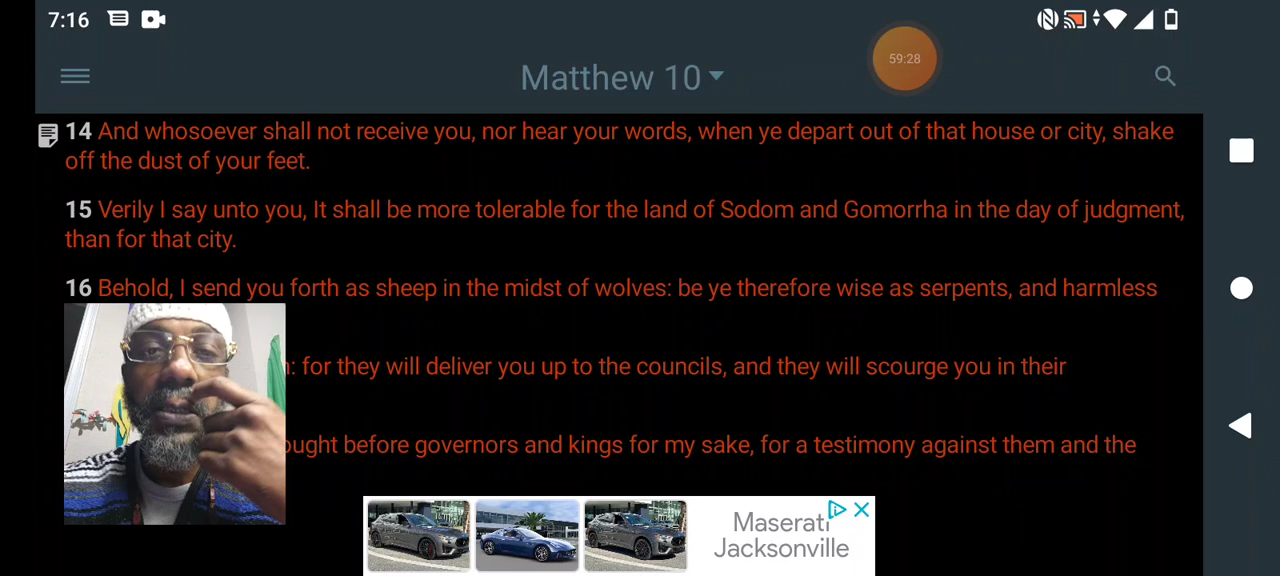 7:16
59:28
Matthew 10
14 And whosoever shall not receive you, nor hear your words, when ye depart out of that house or city, shake
off the dust of your feet.
15 Verily I say unto you, It shall be more tolerable for the land of Sodom and Gomorrha in the day of judgment,
than for that city.
16 Behold, I send you forth as sheep in the midst of wolves: be ye therefore wise as serpents, and harmless
: for they will deliver you up to the councils, and they will scourge you in their
ought before governors and kings for my sake, for a testimony against them and the
Maserati
Jacksonville